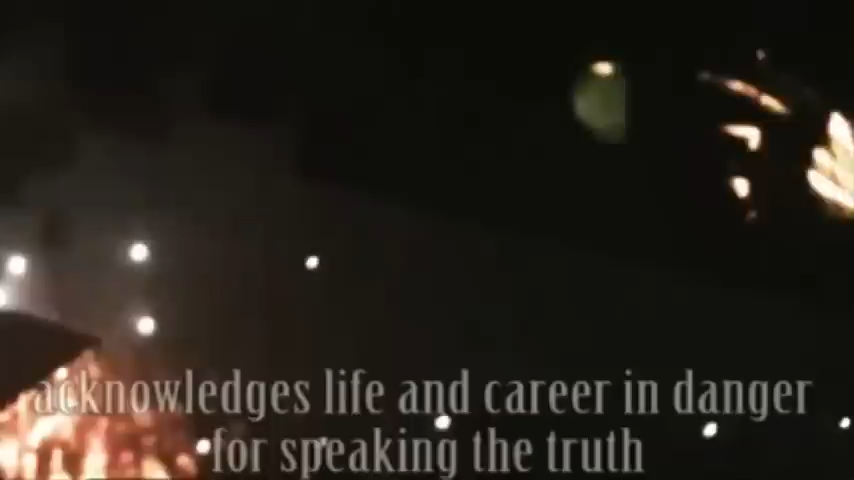 acknowledges life and career in danger
for speaking the truth